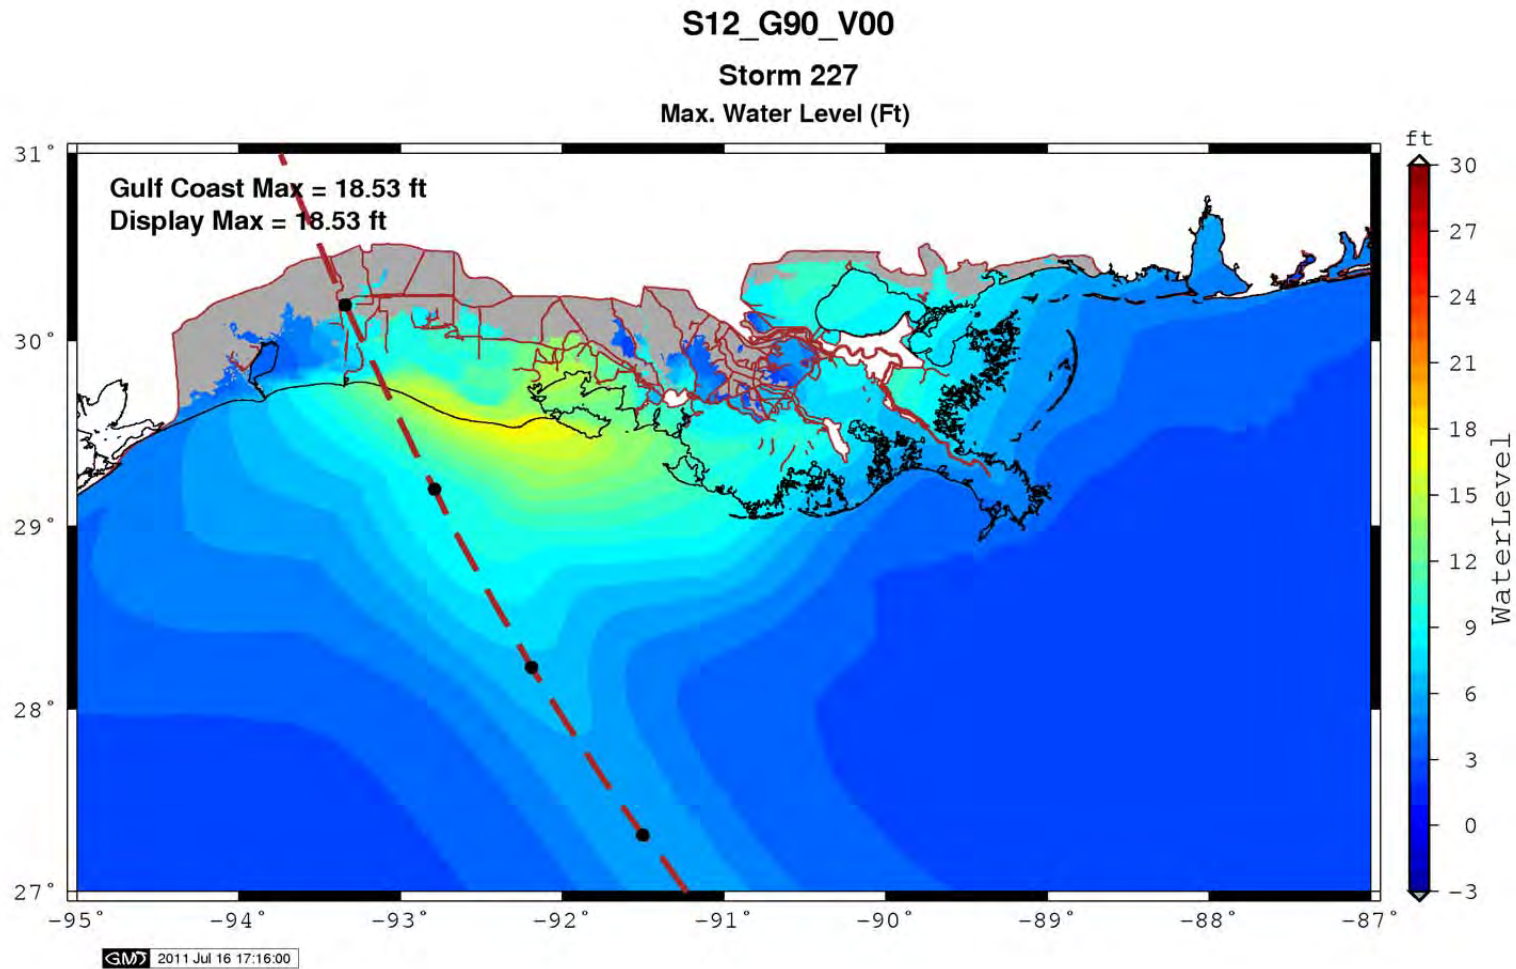 S12_G90_V00
Storm 227
Max. Water Level (Ft)
ft
31°
30°
29°
28°
27°
Gulf Coast Max = 18.53 ft
Display Max = 18.53 ft
30
27
24
21
18
15
12
9
6
3
0
−3
WaterLevel
−95° −94° −93° −92° −91° −90° −89° −88° −87°
GMT 2011 Jul 16 17:16:00